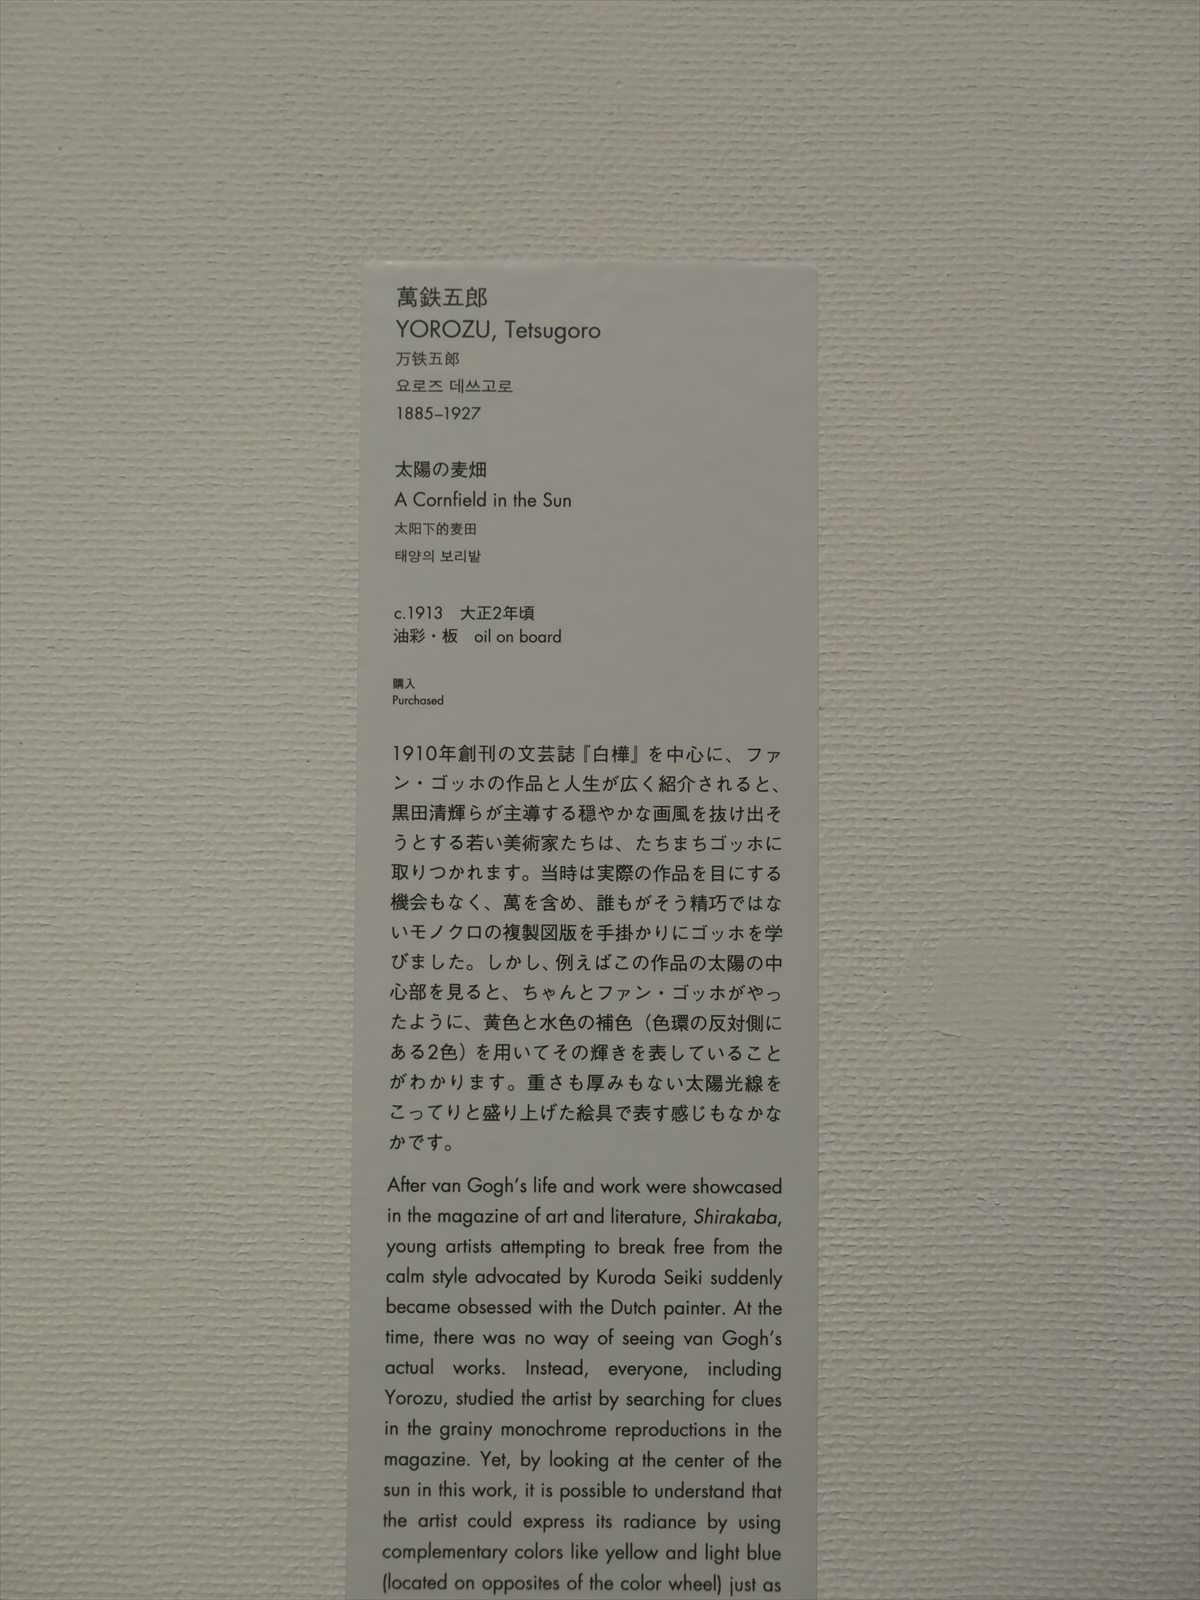 萬鉄五郎
YOROZU, Tetsugoro
万铁五郎
요로즈 데쓰고로
1885–1927
太陽の麦畑
A Cornfield in the Sun
太阳下的麦田
태양의 보리밭
c.1913　大正2年頃
油彩・板　oil on board
購入
Purchased
1910年創刊の文芸誌『白樺』を中心に、ファ
ン・ゴッホの作品と人生が広く紹介されると、
黒田清輝らが主導する穏やかな画風を抜け出そ
うとする若い美術家たちは、たちまちゴッホに
取りつかれます。当時は実際の作品を目にする
機会もなく、萬を含め、誰もがそう精巧ではな
いモノクロの複製図版を手掛かりにゴッホを学
びました。しかし、例えばこの作品の太陽の中
心部を見ると、ちゃんとファン・ゴッホがやっ
たように、黄色と水色の補色（色環の反対側に
ある2色）を用いてその輝きを表していること
がわかります。重さも厚みもない太陽光線を
こってりと盛り上げた絵具で表す感じもなかな
かです。
After van Gogh's life and work were showcased
in the magazine of art and literature, Shirakaba,
young artists attempting to break free from the
calm style advocated by Kuroda Seiki suddenly
became obsessed with the Dutch painter. At the
time, there was no way of seeing van Gogh's
actual works. Instead, everyone, including
Yorozu, studied the artist by searching for clues
in the grainy monochrome reproductions in the
magazine. Yet, by looking at the center of the
sun in this work, it is possible to understand that
the artist could express its radiance by using
complementary colors like yellow and light blue
(located on opposites of the color wheel) just as